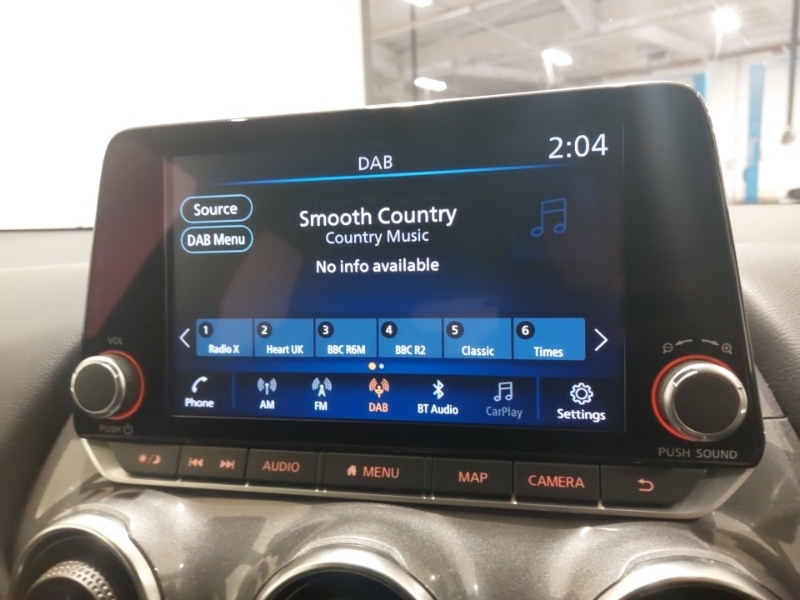 DAB
2:04
Source
Smooth Country
DAB Menu
Country Music
No info available
1 2 3 4 5 6
Radio X Heart UK BBC R6M BBC R2 Classic Times
Phone AM FM DAB BT Audio CarPlay Settings
VOL
PUSH
PUSH SOUND
AUDIO MENU MAP CAMERA